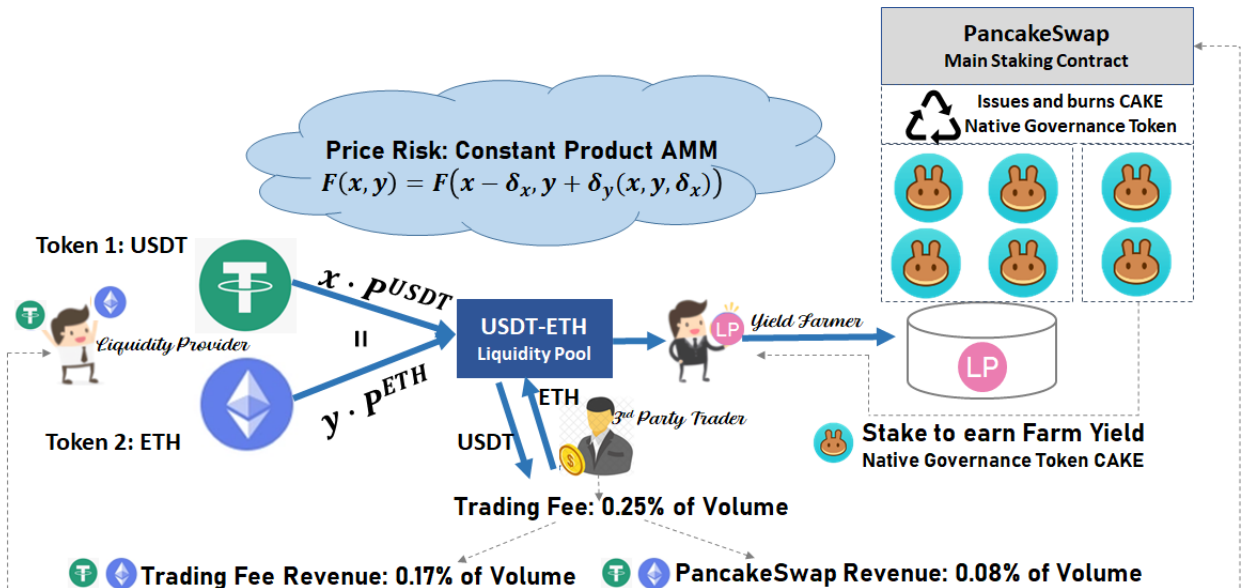 PancakeSwap
Main Staking Contract
Issues and burns CAKE
Native Governance Token
Price Risk: Constant Product AMM
F(x, y) = F(x − δₓ, y + δᵧ(x, y, δₓ))
Token 1: USDT
x · P^USDT
=
Liquidity Provider
USDT-ETH
Liquidity Pool
LP
Yield Farmer
LP
y · P^ETH
Token 2: ETH
ETH
USDT
3rd Party Trader
$
Stake to earn Farm Yield
Native Governance Token CAKE
Trading Fee: 0.25% of Volume
Trading Fee Revenue: 0.17% of Volume
PancakeSwap Revenue: 0.08% of Volume